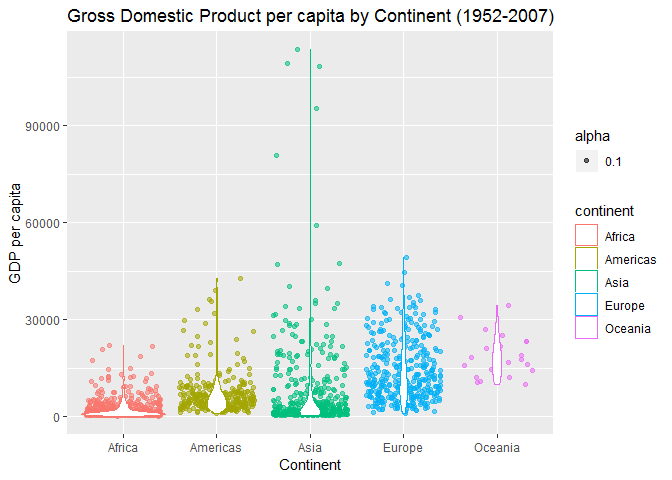 Gross Domestic Product per capita by Continent (1952-2007)
GDP per capita
90000
60000
30000
0
Africa
Americas
Asia
Europe
Oceania
Continent
alpha
0.1
continent
Africa
Americas
Asia
Europe
Oceania